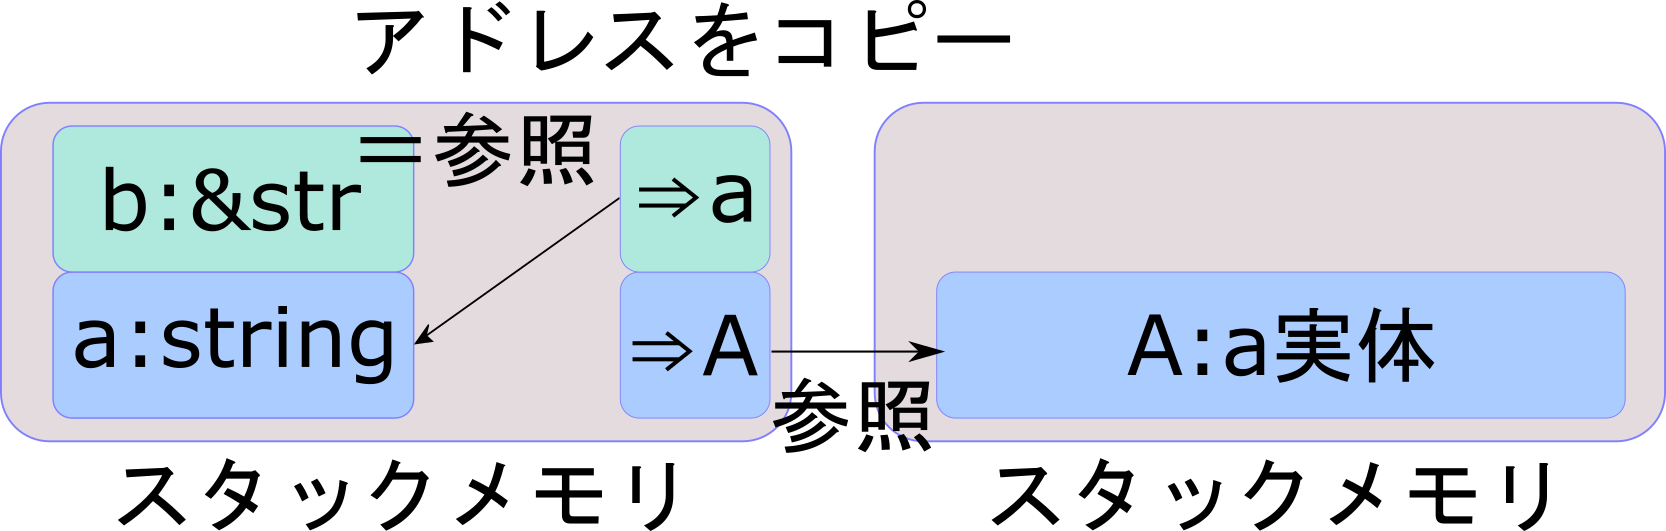 アドレスをコピー
＝参照
b:&str
⇒a
a:string
⇒A
参照
A:a実体
スタックメモリ
スタックメモリ